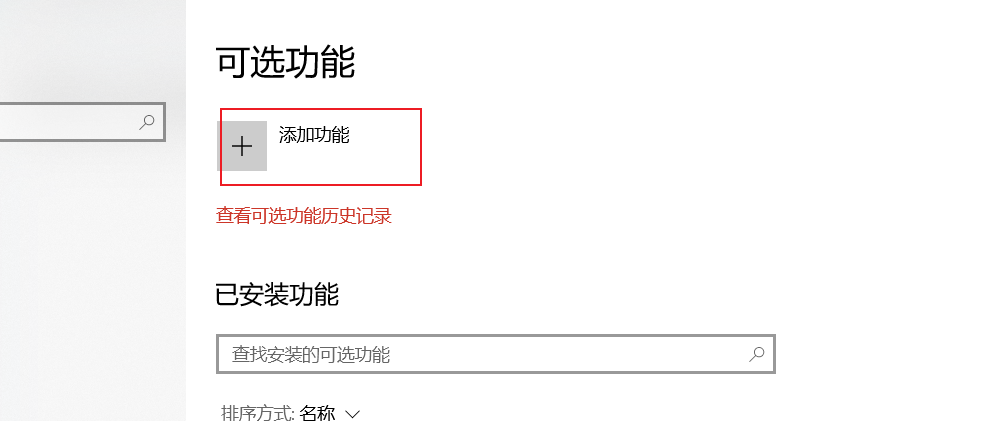 可选功能
添加功能
查看可选功能历史记录
已安装功能
查找安装的可选功能
排序方式: 名称